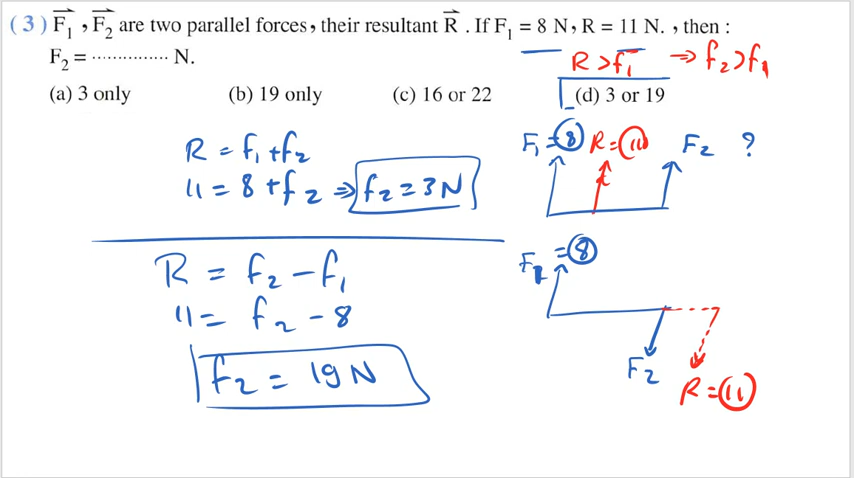 (3) F₁, F₂ are two parallel forces, their resultant R. If F₁ = 8 N, R = 11 N., then :
F₂ = ............... N.
R > f₁ ⇒ f₂ > f₁
(a) 3 only (b) 19 only (c) 16 or 22 (d) 3 or 19
R = f₁ + f₂
11 = 8 + f₂ ⇒ f₂ = 3N
F₁ = 8 R = 11 F₂ ?
R = f₂ - f₁
11 = f₂ - 8
f₂ = 19 N
F₁ = 8
F₂
R = 11